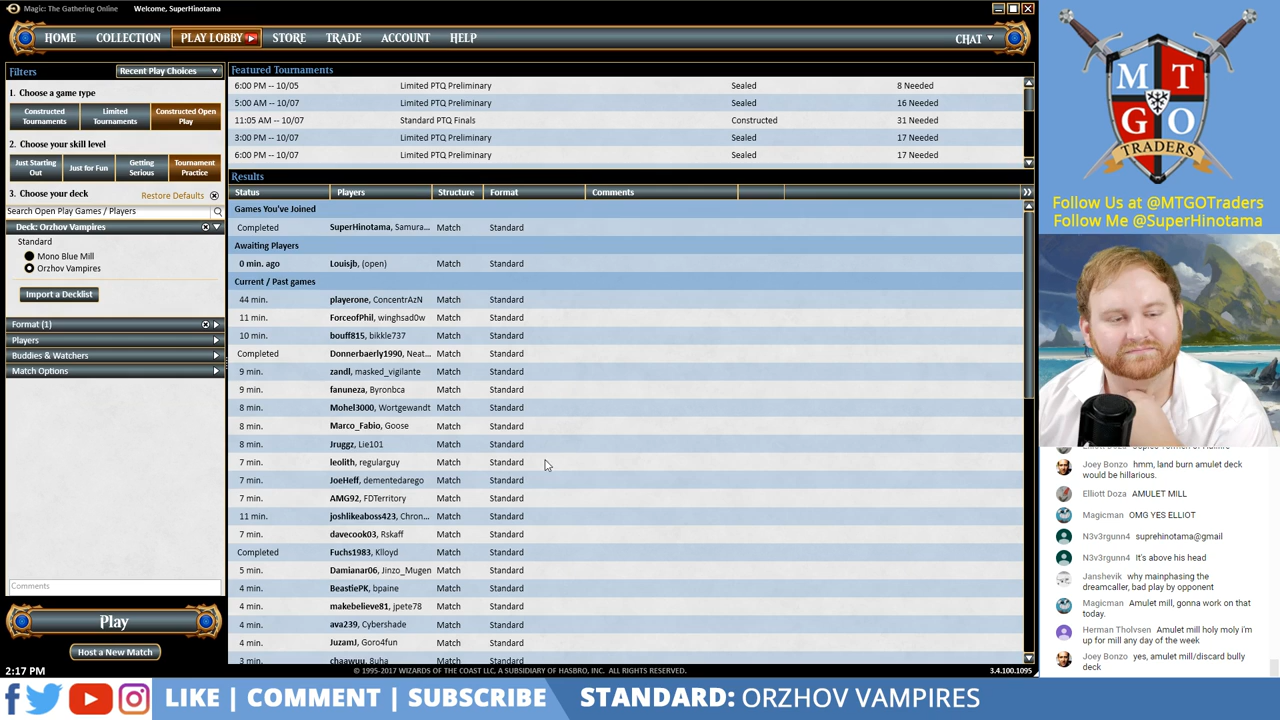 Magic: The Gathering Online Welcome, SuperHinotama
HOME COLLECTION PLAY LOBBY STORE TRADE ACCOUNT HELP CHAT
Filters Recent Play Choices
1. Choose a game type
Constructed Tournaments Limited Tournaments Constructed Open Play
2. Choose your skill level
Just Starting Out Just for Fun Getting Serious Tournament Practice
3. Choose your deck Restore Defaults
Search Open Play Games / Players
Deck: Orzhov Vampires
Standard
Mono Blue Mill
Orzhov Vampires
Import a Decklist
Format (1)
Players
Buddies & Watchers
Match Options
Comments
Play
Host a New Match
2:17 PM
Featured Tournaments
6:00 PM -- 10/05 Limited PTQ Preliminary Sealed 8 Needed
5:00 AM -- 10/07 Limited PTQ Preliminary Sealed 16 Needed
11:05 AM -- 10/07 Standard PTQ Finals Constructed 31 Needed
3:00 PM -- 10/07 Limited PTQ Preliminary Sealed 17 Needed
6:00 PM -- 10/07 Limited PTQ Preliminary Sealed 17 Needed
Results
Status Players Structure Format Comments
Games You've Joined
Completed SuperHinotama, Samura... Match Standard
Awaiting Players
0 min. ago Louisjb, (open) Match Standard
Current / Past games
44 min. playerone, ConcentrAzN Match Standard
11 min. ForceofPhil, winghsad0w Match Standard
10 min. bouff815, bikkle737 Match Standard
Completed Donnerbaerly1990, Neat... Match Standard
9 min. zandl, masked_vigilante Match Standard
9 min. fanuneza, Byronbca Match Standard
8 min. Mohel3000, Wortgewandt Match Standard
8 min. Marco_Fabio, Goose Match Standard
8 min. Jruggz, Lie101 Match Standard
7 min. leolith, regularguy Match Standard
7 min. JoeHeff, dementedarego Match Standard
7 min. AMG92, FDTerritory Match Standard
11 min. joshlikeaboss423, Chron... Match Standard
7 min. davecook03, Rskaff Match Standard
Completed Fuchs1983, Klloyd Match Standard
5 min. Damianar06, Jinzo_Mugen Match Standard
4 min. BeastiePK, bpaine Match Standard
4 min. makebelieve81, jpete78 Match Standard
4 min. ava239, Cybershade Match Standard
4 min. JuzamJ, Goro4fun Match Standard
3 min. chaawuu, 8uha Match Standard
© 1995-2017 WIZARDS OF THE COAST LLC, A SUBSIDIARY OF HASBRO, INC. ALL RIGHTS RESERVED. 3.4.100.1095
M T
G O
TRADERS
Follow Us at @MTGOTraders
Follow Me @SuperHinotama
Joey Bonzo hmm, land burn amulet deck
would be hillarious.
Elliott Doza AMULET MILL
Magicman OMG YES ELLIOT
N3v3rgunn4 suprehinotama@gmail
N3v3rgunn4 It's above his head
Janshevik why mainphasing the
dreamcaller, bad play by opponent.
Magicman Amulet mill, gonna work on that
today.
Herman Tholvsen Amulet mill holy moly i'm
up for mill any day of the week
Joey Bonzo yes, amulet mill/discard bully
deck
LIKE | COMMENT | SUBSCRIBE STANDARD: ORZHOV VAMPIRES